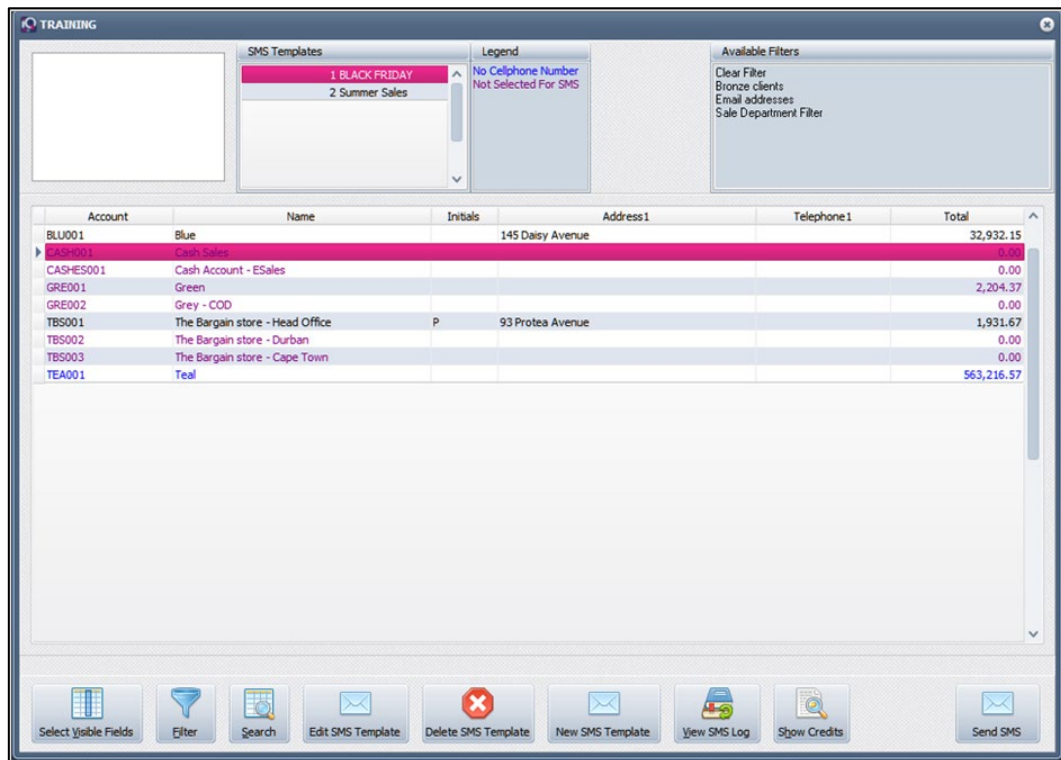 TRAINING
SMS Templates
1 BLACK FRIDAY
2 Summer Sales
Legend
No Cellphone Number
Not Selected For SMS
Available Filters
Clear Filter
Bronze clients
Email addresses
Sale Department Filter
Account Name Initials Address1 Telephone1 Total
BLU001 Blue 145 Daisy Avenue 32,932.15
CASH001 Cash Sales 0.00
CASHES001 Cash Account - ESales 0.00
GRE001 Green 2,204.37
GRE002 Grey - COD 0.00
TBS001 The Bargain store - Head Office P 93 Protea Avenue 1,931.67
TBS002 The Bargain store - Durban 0.00
TBS003 The Bargain store - Cape Town 0.00
TEA001 Teal 563,216.57
Select Visible Fields Filter Search Edit SMS Template Delete SMS Template New SMS Template View SMS Log Show Credits Send SMS